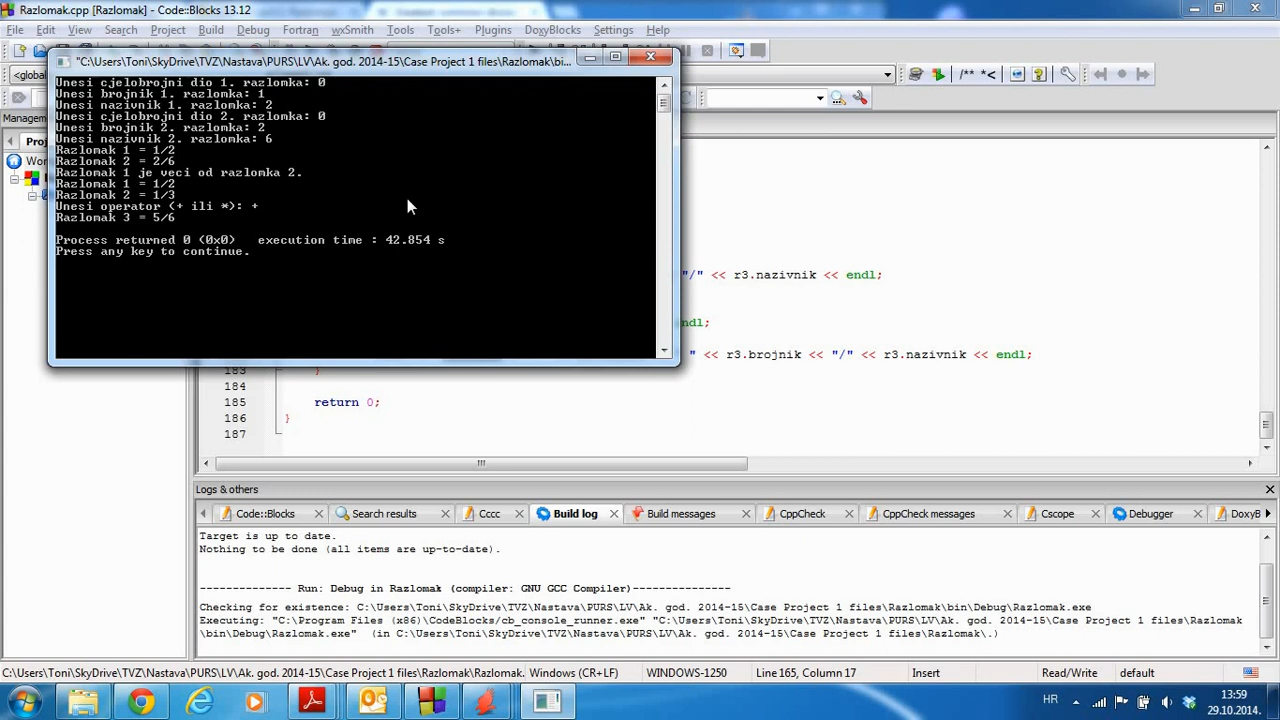 Razlomak.cpp [Razlomak] - Code::Blocks 13.12
File Edit View Search Project Build Debug Fortran wxSmith Tools Tools+ Plugins DoxyBlocks Settings Help
"C:\Users\Toni\SkyDrive\TVZ\Nastava\PURS\LV\Ak. god. 2014-15\Case Project 1 files\Razlomak\bin...
<global
/** *<
Unesi cjelobrojni dio 1. razlomka: 0
Unesi brojnik 1. razlomka: 1
Unesi nazivnik 1. razlomka: 2
Unesi cjelobrojni dio 2. razlomka: 0
Unesi brojnik 2. razlomka: 2
Unesi nazivnik 2. razlomka: 6
Razlomak 1 = 1/2
Razlomak 2 = 2/6
Razlomak 1 je veci od razlomka 2.
Razlomak 1 = 1/2
Razlomak 2 = 1/3
Unesi operator (+ ili *): +
Razlomak 3 = 5/6
Process returned 0 (0x0) execution time : 42.854 s
Press any key to continue.
Managem
Proj
Wor
"/" << r3.nazivnik << endl;
endl;
" << r3.brojnik << "/" << r3.nazivnik << endl;
183 }
184
185 return 0;
186 }
187
Logs & others
Code::Blocks Search results Cccc Build log Build messages CppCheck CppCheck messages Cscope Debugger DoxyB
Target is up to date.
Nothing to be done (all items are up-to-date).
-------------- Run: Debug in Razlomak (compiler: GNU GCC Compiler)---------------
Checking for existence: C:\Users\Toni\SkyDrive\TVZ\Nastava\PURS\LV\Ak. god. 2014-15\Case Project 1 files\Razlomak\bin\Debug\Razlomak.exe
Executing: "C:\Program Files (x86)\CodeBlocks/cb_console_runner.exe" "C:\Users\Toni\SkyDrive\TVZ\Nastava\PURS\LV\Ak. god. 2014-15\Case Project 1 files\Razlomak
\bin\Debug\Razlomak.exe" (in C:\Users\Toni\SkyDrive\TVZ\Nastava\PURS\LV\Ak. god. 2014-15\Case Project 1 files\Razlomak\.)
C:\Users\Toni\SkyDrive\TVZ\Nastava\PURS\LV\Ak. god. 2014-15\Case Project 1 files\Razlomak\Razlomak. Windows (CR+LF) WINDOWS-1250 Line 165, Column 17 Insert Read/Write default
HR
13:59
29.10.2014.